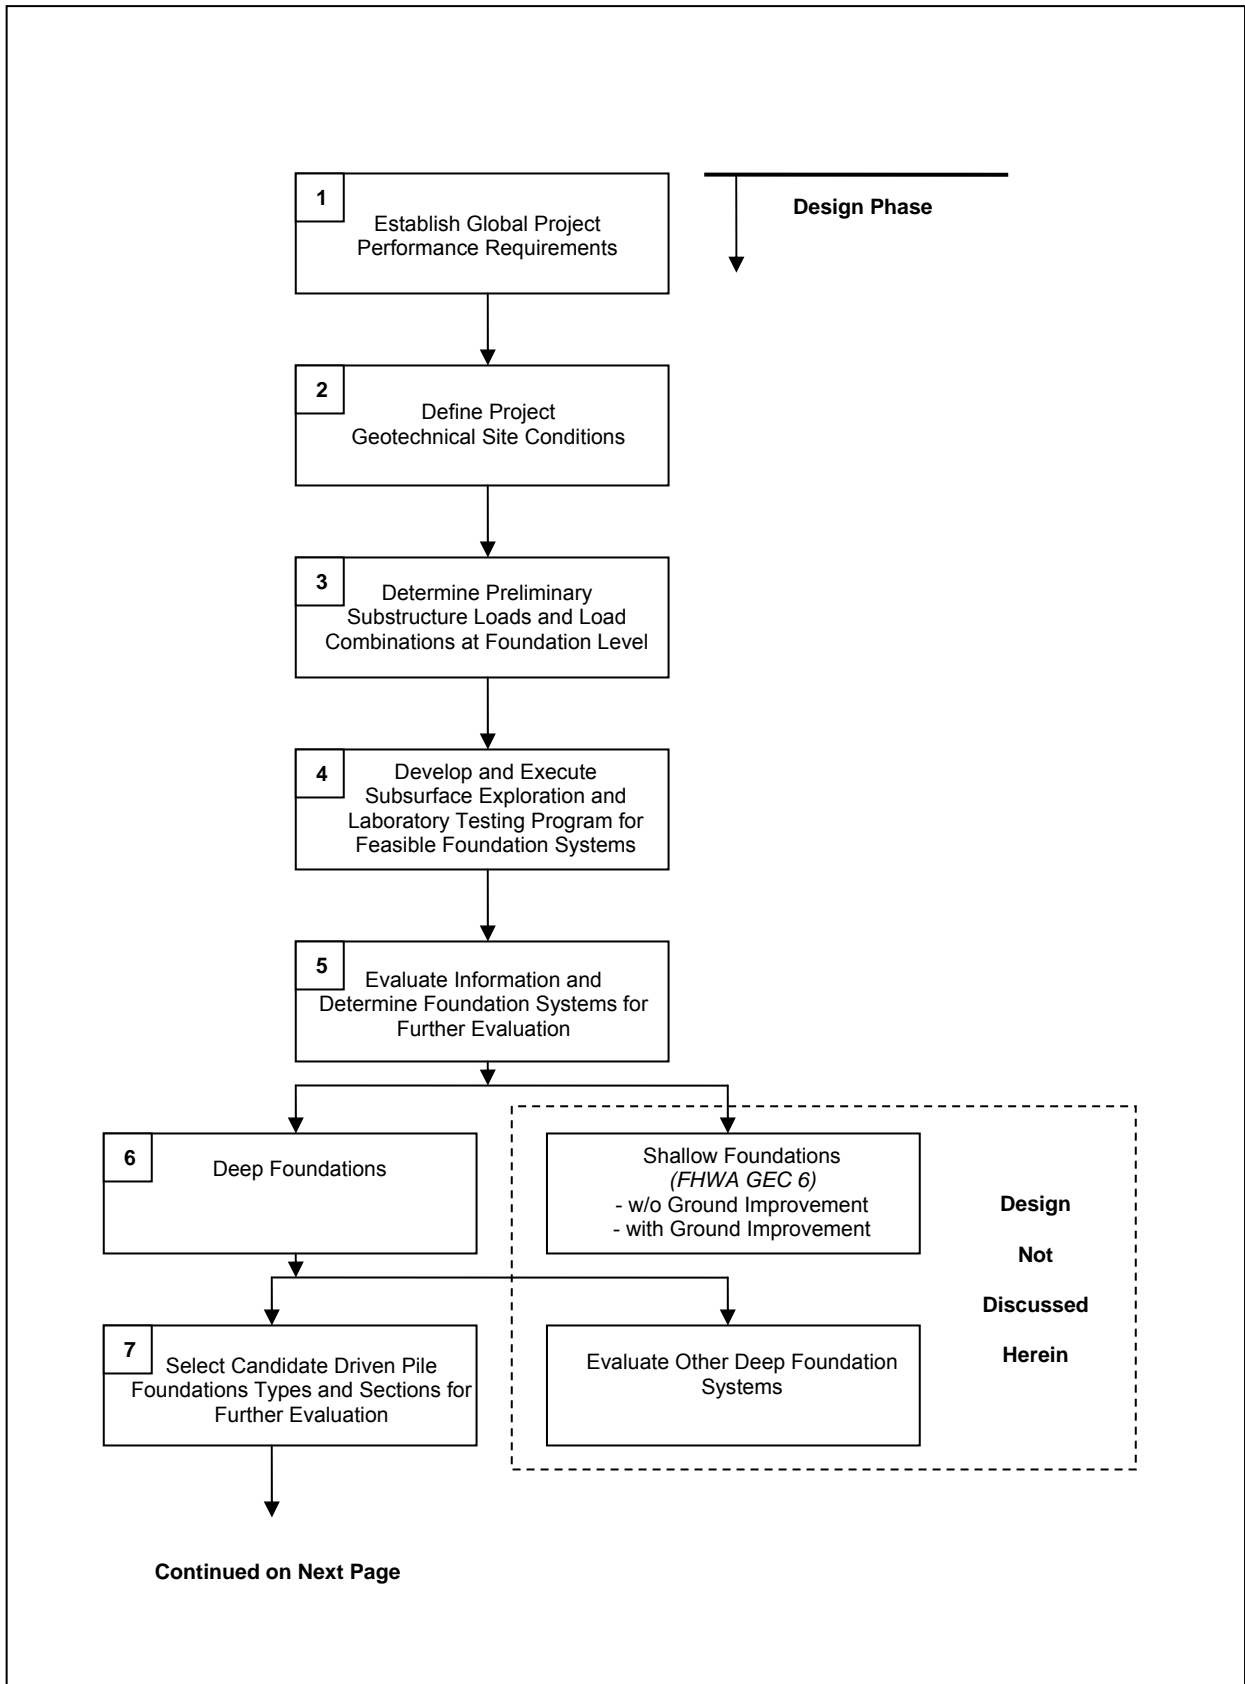 1
Establish Global Project
Performance Requirements
Design Phase
2
Define Project
Geotechnical Site Conditions
3
Determine Preliminary
Substructure Loads and Load
Combinations at Foundation Level
4
Develop and Execute
Subsurface Exploration and
Laboratory Testing Program for
Feasible Foundation Systems
5
Evaluate Information and
Determine Foundation Systems for
Further Evaluation
6
Deep Foundations
Shallow Foundations
(FHWA GEC 6)
- w/o Ground Improvement
- with Ground Improvement
Design
Not
Discussed
Herein
7
Select Candidate Driven Pile
Foundations Types and Sections for
Further Evaluation
Evaluate Other Deep Foundation
Systems
Continued on Next Page